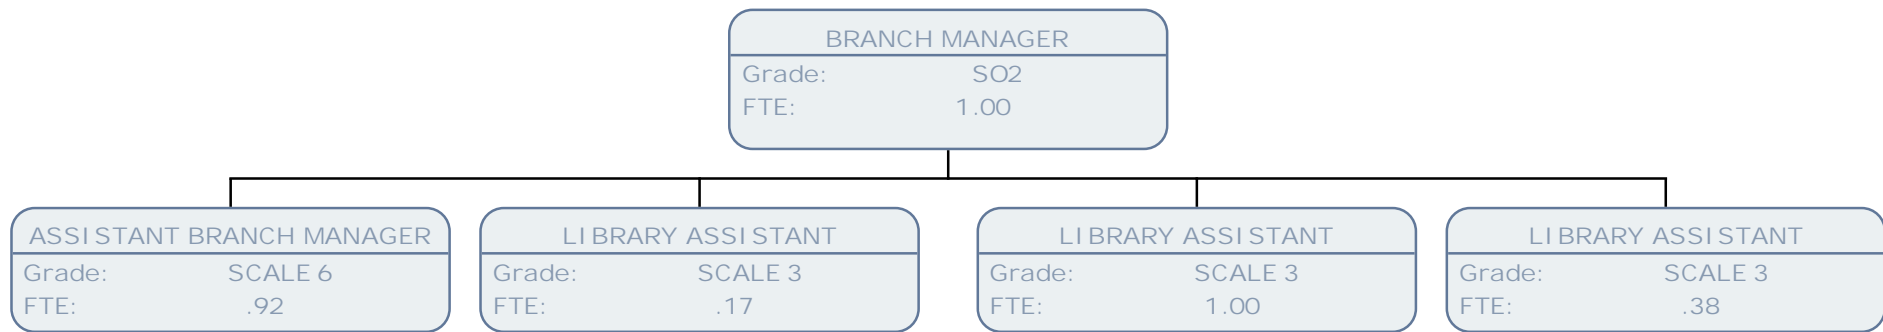 BRANCH MANAGER
Grade: SO2
FTE: 1.00
ASSISTANT BRANCH MANAGER
Grade: SCALE 6
FTE: .92
LIBRARY ASSISTANT
Grade: SCALE 3
FTE: .17
LIBRARY ASSISTANT
Grade: SCALE 3
FTE: 1.00
LIBRARY ASSISTANT
Grade: SCALE 3
FTE: .38